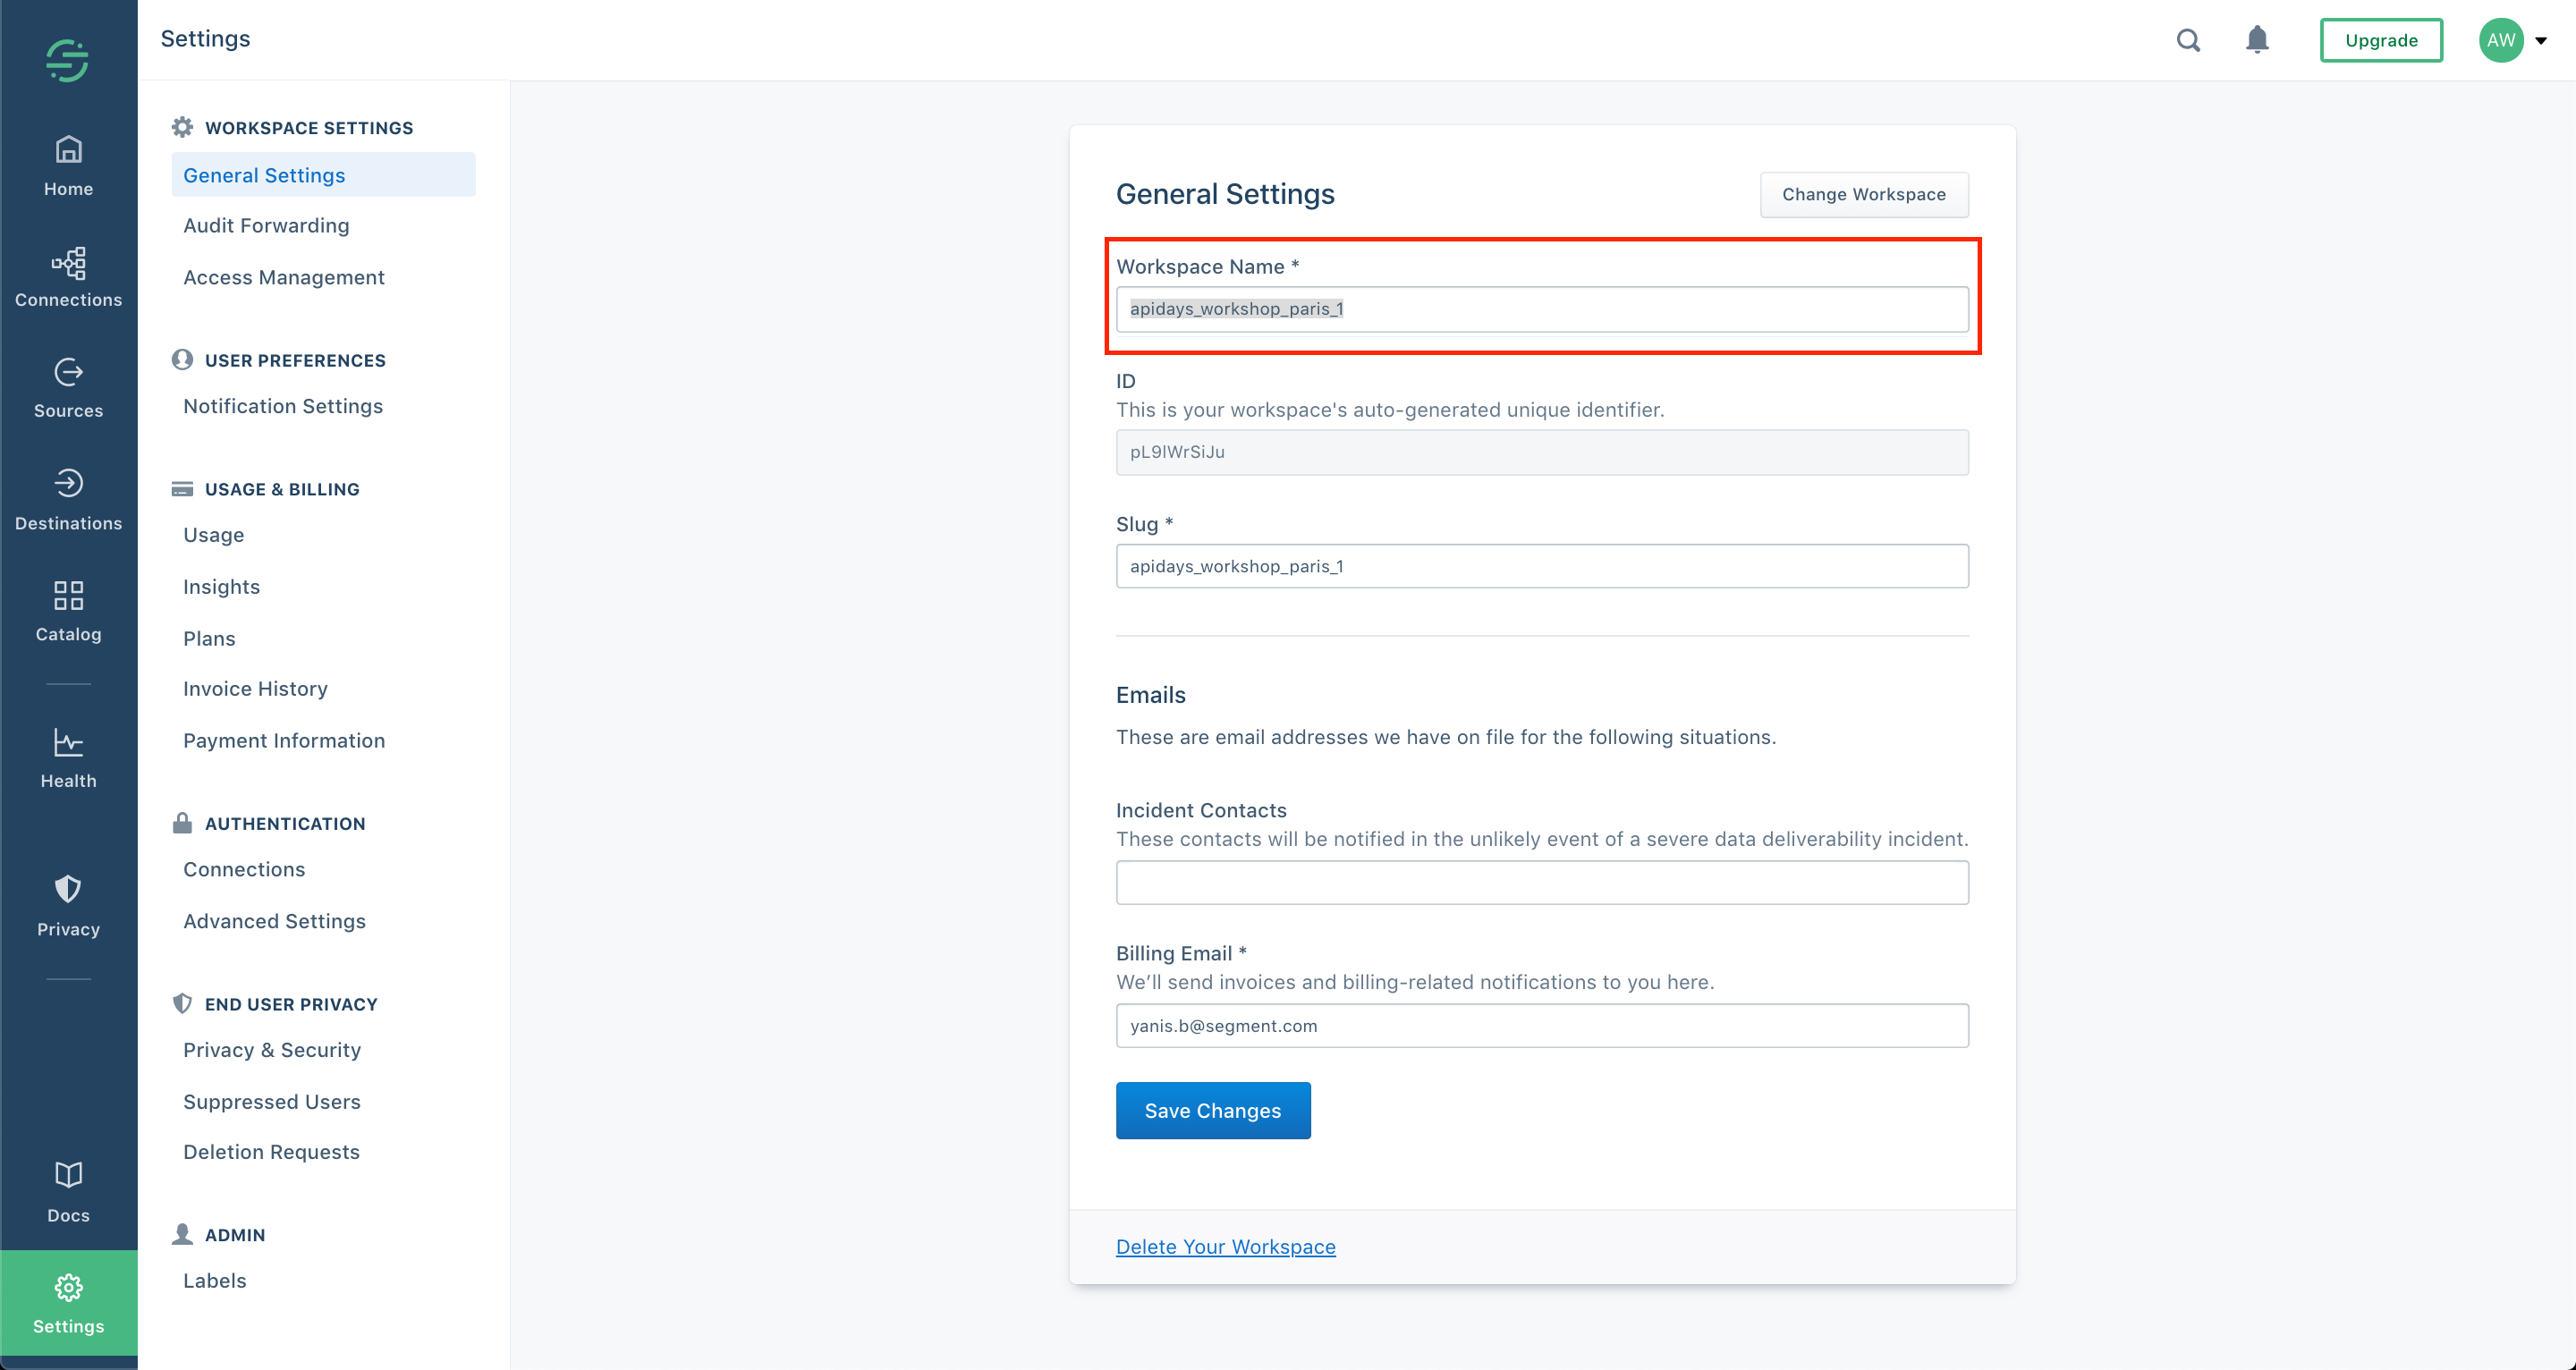 Settings
Upgrade
AW
Home
Connections
Sources
Destinations
Catalog
Health
Privacy
Docs
Settings
WORKSPACE SETTINGS
General Settings
Audit Forwarding
Access Management
USER PREFERENCES
Notification Settings
USAGE & BILLING
Usage
Insights
Plans
Invoice History
Payment Information
AUTHENTICATION
Connections
Advanced Settings
END USER PRIVACY
Privacy & Security
Suppressed Users
Deletion Requests
ADMIN
Labels
General Settings
Change Workspace
Workspace Name *
apidays_workshop_paris_1
ID
This is your workspace's auto-generated unique identifier.
pL9lWrSiJu
Slug *
apidays_workshop_paris_1
Emails
These are email addresses we have on file for the following situations.
Incident Contacts
These contacts will be notified in the unlikely event of a severe data deliverability incident.
Billing Email *
We’ll send invoices and billing-related notifications to you here.
yanis.b@segment.com
Save Changes
Delete Your Workspace